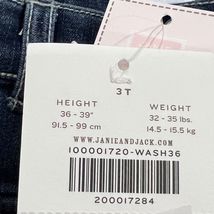 3T
HEIGHT WEIGHT
36 - 39" 32 - 35 lbs.
91.5 - 99 cm 14.5 - 15.5 kg
WWW.JANIEANDJACK.COM
100001720-WASH36
200017284